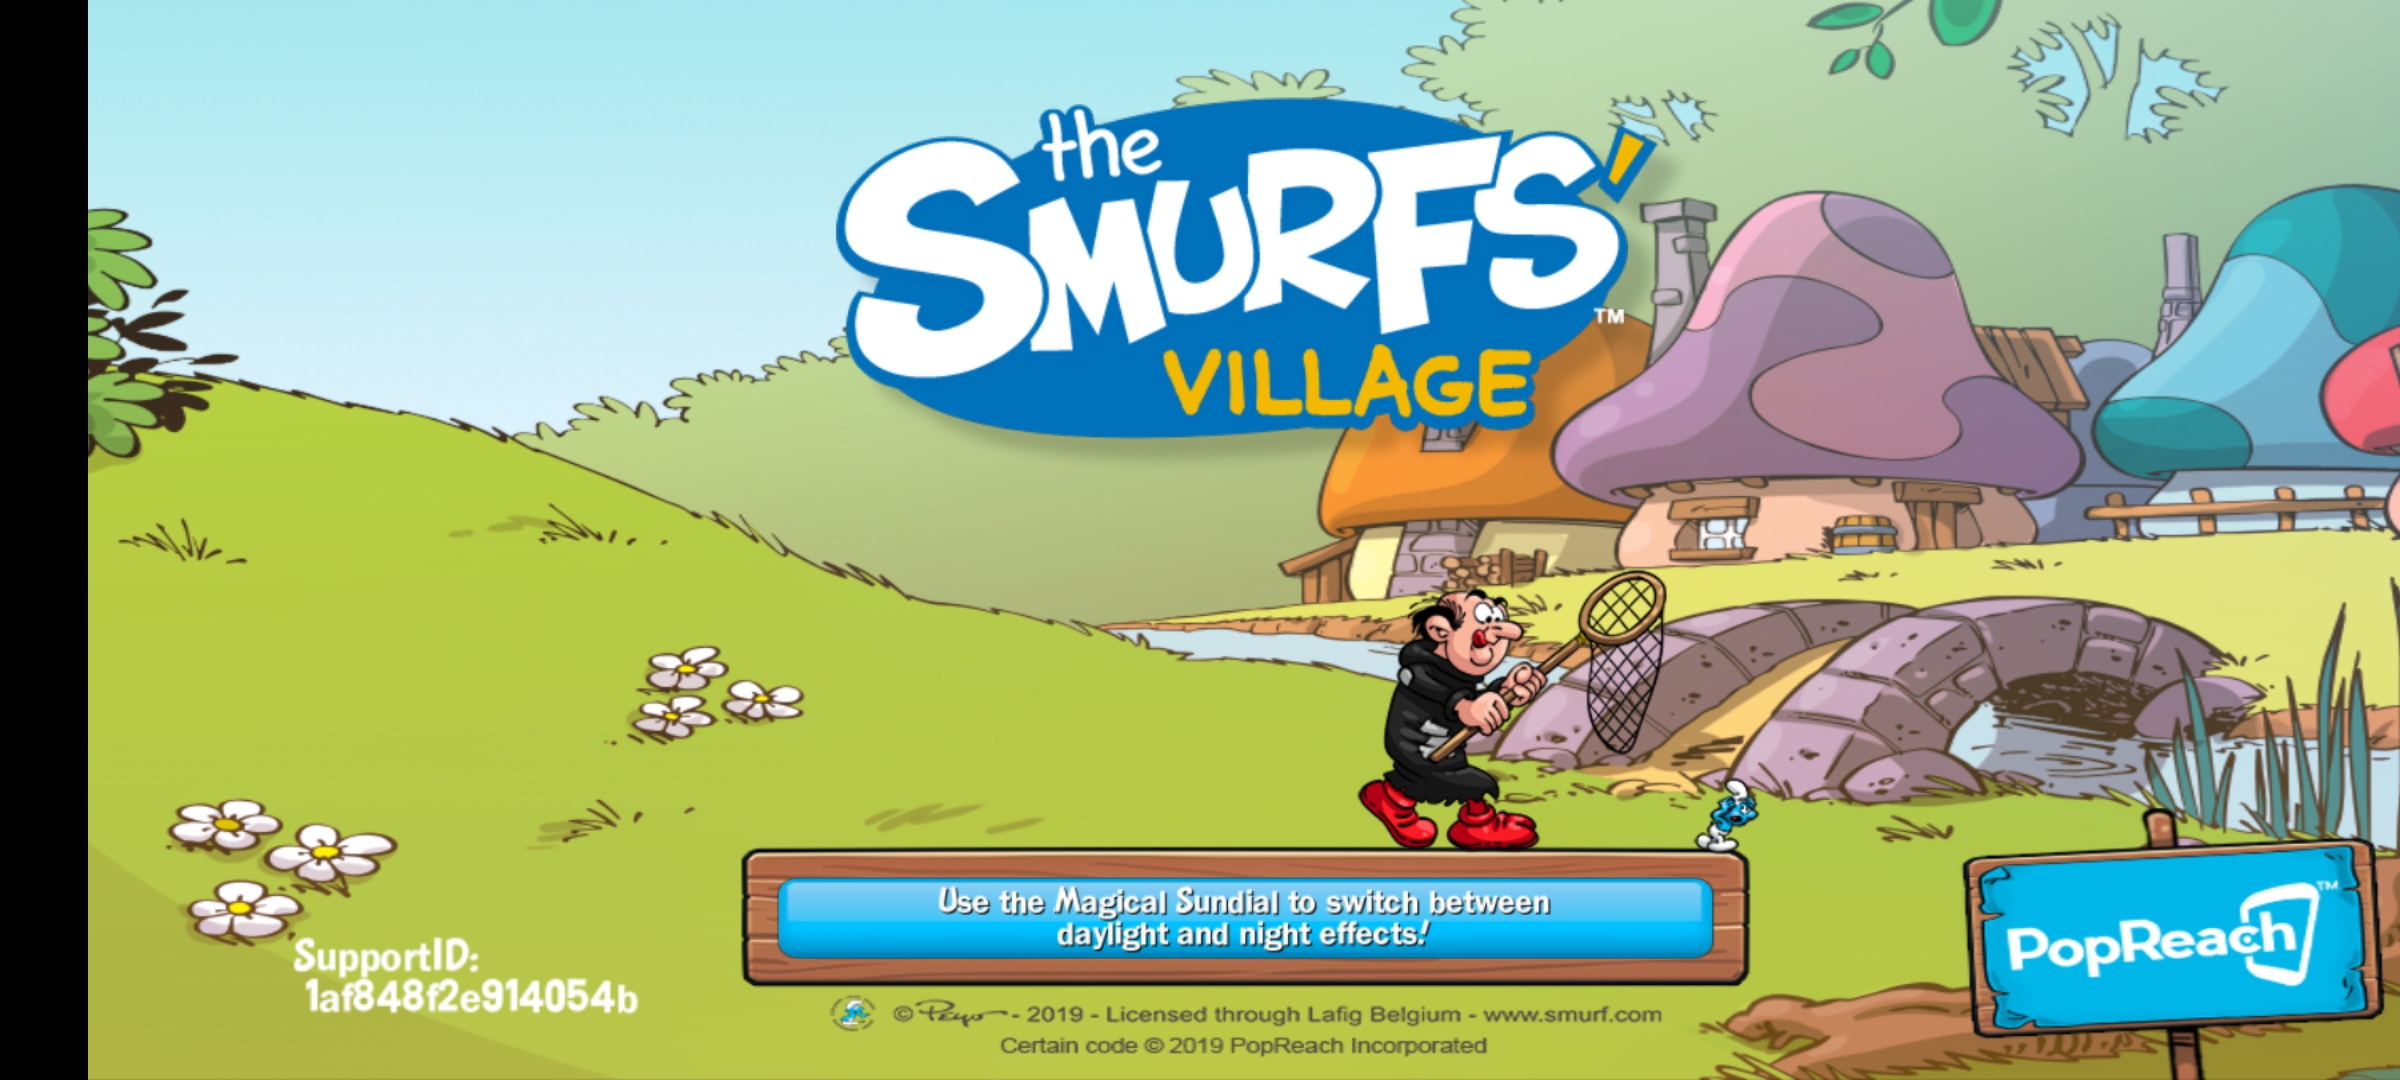 the
SMURFS'
TM
VILLAGE
Use the Magical Sundial to switch between
daylight and night effects!
SupportID:
1af848f2e914054b
PopReach
TM
© Peyo - 2019 - Licensed through Lafig Belgium - www.smurf.com
Certain code © 2019 PopReach Incorporated